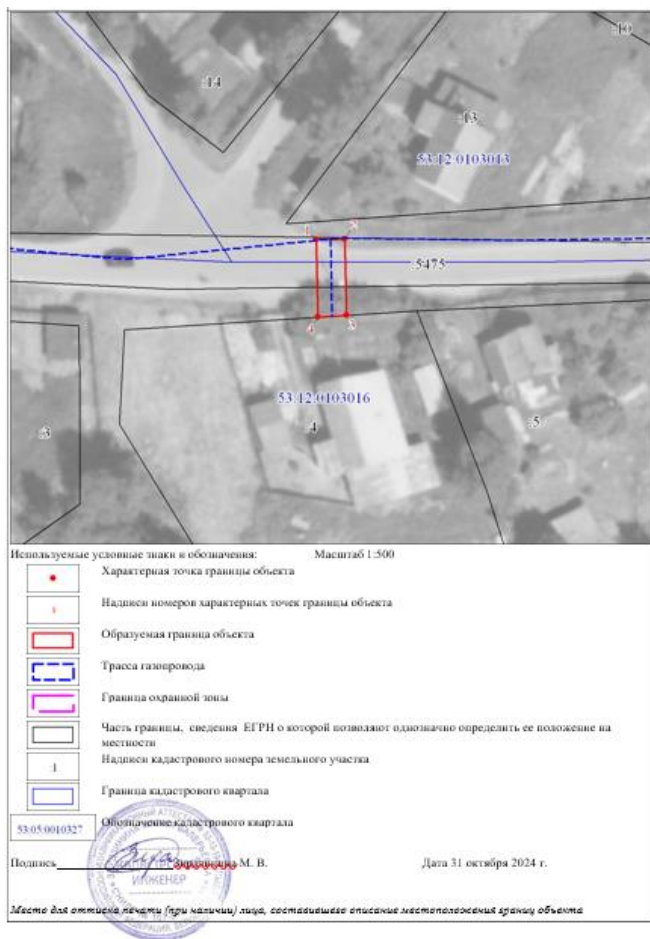 :10
:14
:13
53:12:0103013
1
2
:5475
4
3
53:12:0103016
:3
:4
:5
Используемые условные знаки и обозначения: Масштаб 1:500
Характерная точка границы объекта
1 Надписи номеров характерных точек границы объекта
Образуемая граница объекта
Трасса газопровода
Граница охранной зоны
Часть границы, сведения ЕГРН о которой позволяют однозначно определить ее положение на
местности
:1 Надписи кадастрового номера земельного участка
Граница кадастрового квартала
53:05:0010327 Обозначение кадастрового квартала
Подпись М. В. Дата 31 октября 2024 г.
ИНЖЕНЕР
Место для оттиска печати (при наличии) лица, составившего описание местоположения границ объекта